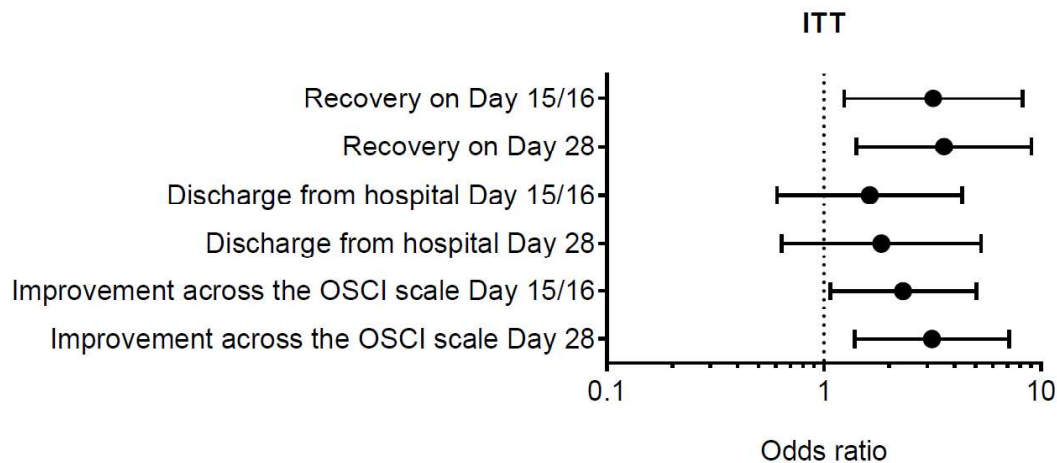 ITT
Recovery on Day 15/16
Recovery on Day 28
Discharge from hospital Day 15/16
Discharge from hospital Day 28
Improvement across the OSCI scale Day 15/16
Improvement across the OSCI scale Day 28
0.1 1 10
Odds ratio